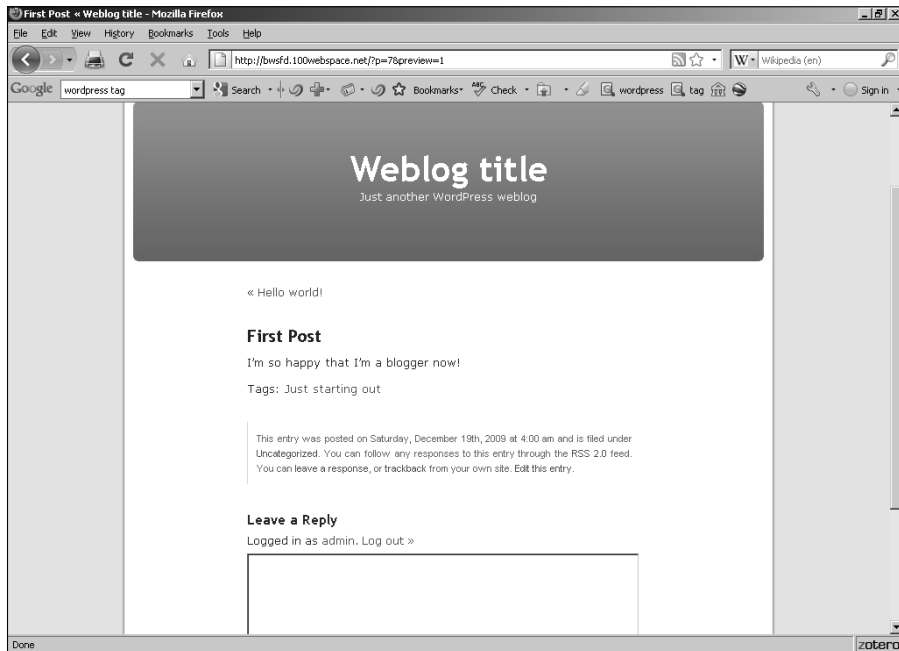 First Post « Weblog title - Mozilla Firefox
File Edit View History Bookmarks Tools Help
http://bwsfd.100webspace.net/?p=7&preview=1 W Wikipedia (en)
Google wordpress tag Search Bookmarks ABC Check wordpress tag Sign in
Weblog title
Just another WordPress weblog
« Hello world!
First Post
I'm so happy that I'm a blogger now!
Tags: Just starting out
This entry was posted on Saturday, December 19th, 2009 at 4:00 am and is filed under
Uncategorized. You can follow any responses to this entry through the RSS 2.0 feed.
You can leave a response, or trackback from your own site. Edit this entry.
Leave a Reply
Logged in as admin. Log out »
Done zotero